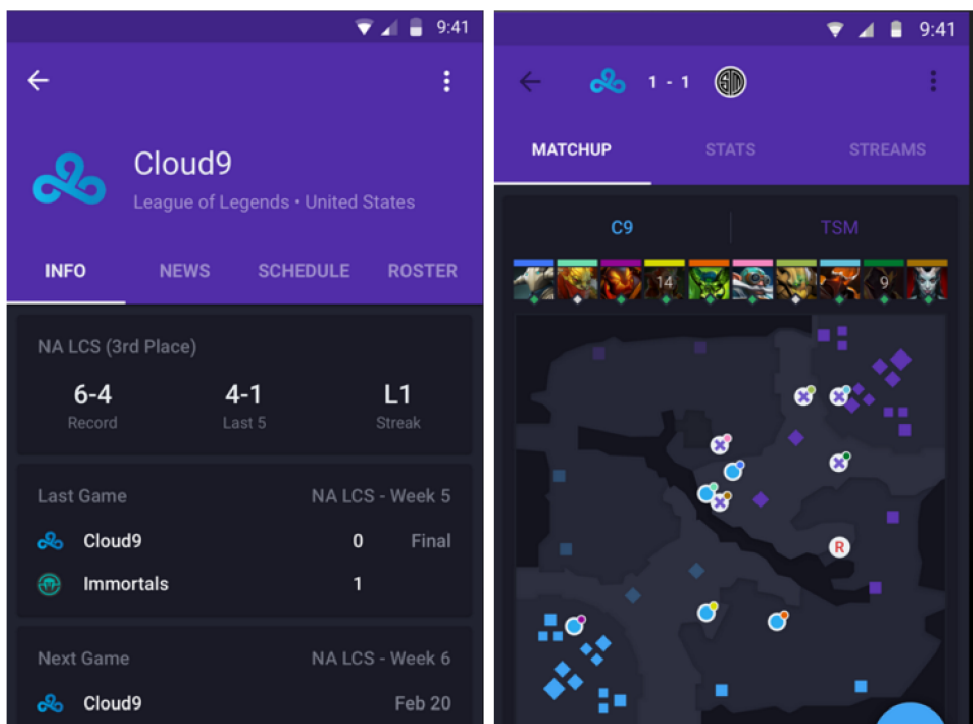 9:41
Cloud9
League of Legends • United States
INFO NEWS SCHEDULE ROSTER
NA LCS (3rd Place)
6-4 4-1 L1
Record Last 5 Streak
Last Game NA LCS - Week 5
Cloud9 0 Final
Immortals 1
Next Game NA LCS - Week 6
Cloud9 Feb 20
9:41
1 - 1 TSM
MATCHUP STATS STREAMS
C9 TSM
14 9
R